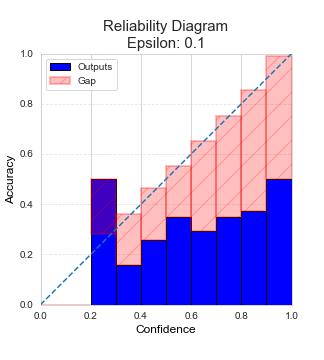 Reliability Diagram
Epsilon: 0.1
Outputs
Gap
1.0
0.8
0.6
0.4
0.2
0.0
Accuracy
0.0 0.2 0.4 0.6 0.8 1.0
Confidence